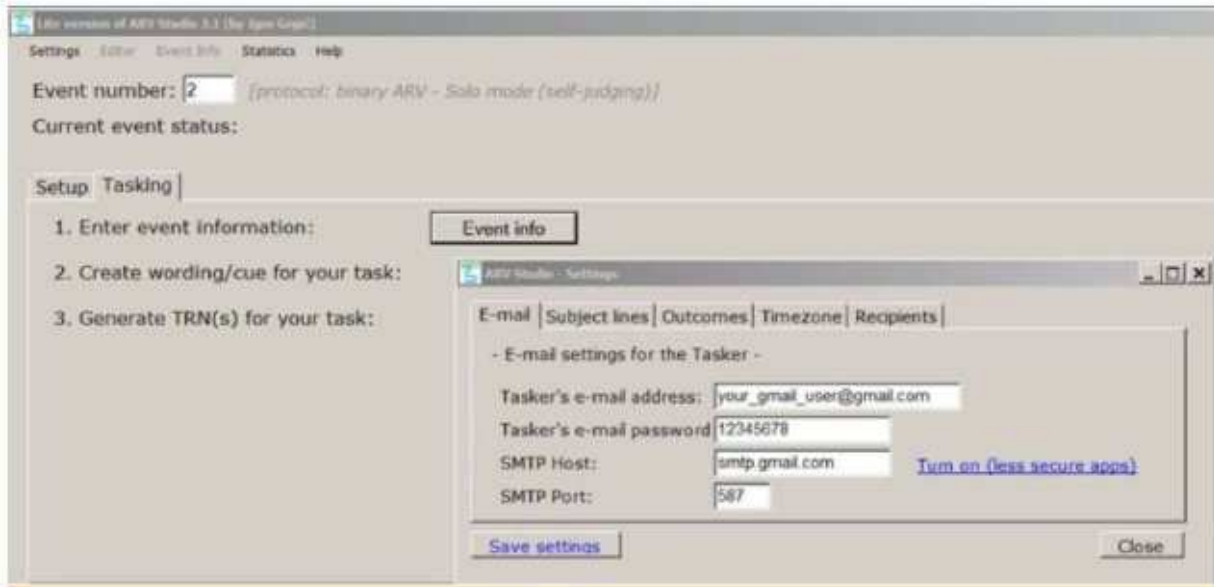 Lite version of ARV Studio 3.1 (by Igor Grgić)
Settings Editor Event Info Statistics Help
Event number: 2 [protocol: binary ARV - Solo mode (self-judging)]
Current event status:
Setup Tasking
1. Enter event information: Event info
2. Create wording/cue for your task:
3. Generate TRN(s) for your task:
ARV Studio - Settings
E-mail Subject lines Outcomes Timezone Recipients
- E-mail settings for the Tasker -
Tasker's e-mail address: your_gmail_user@gmail.com
Tasker's e-mail password 12345678
SMTP Host: smtp.gmail.com Turn on (less secure apps)
SMTP Port: 587
Save settings Close